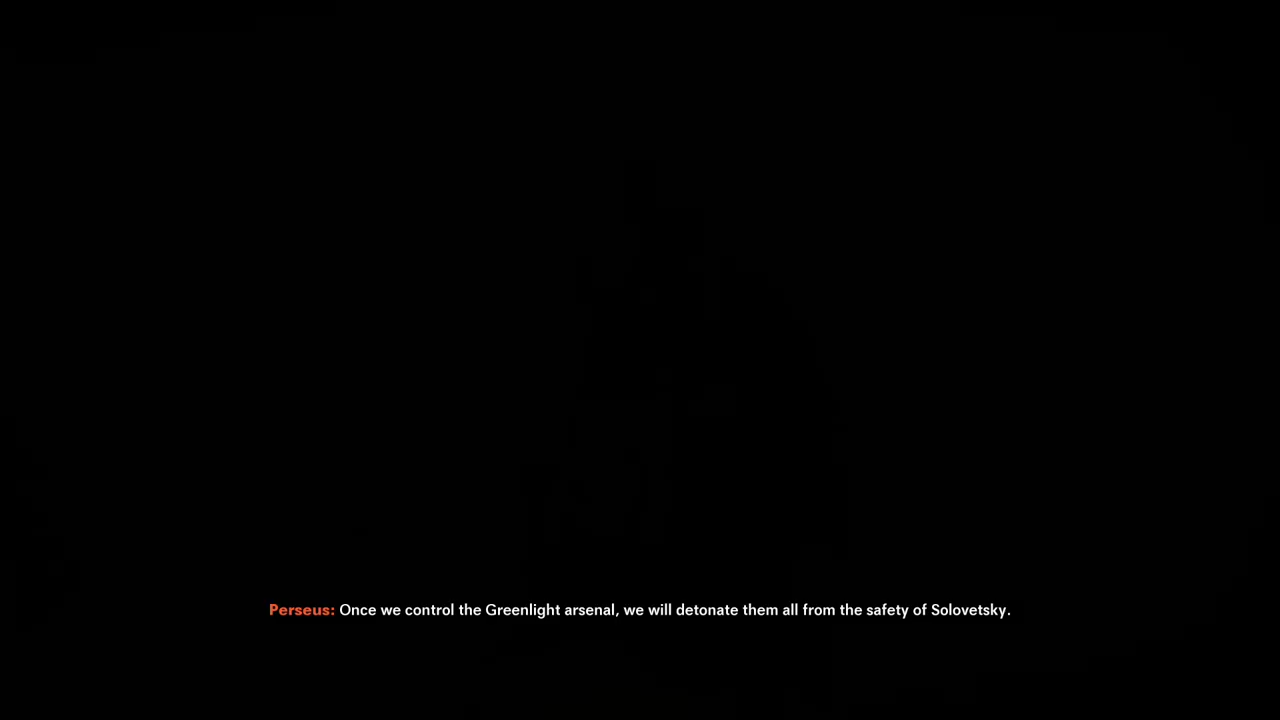 Perseus: Once we control the Greenlight arsenal, we will detonate them all from the safety of Solovetsky.